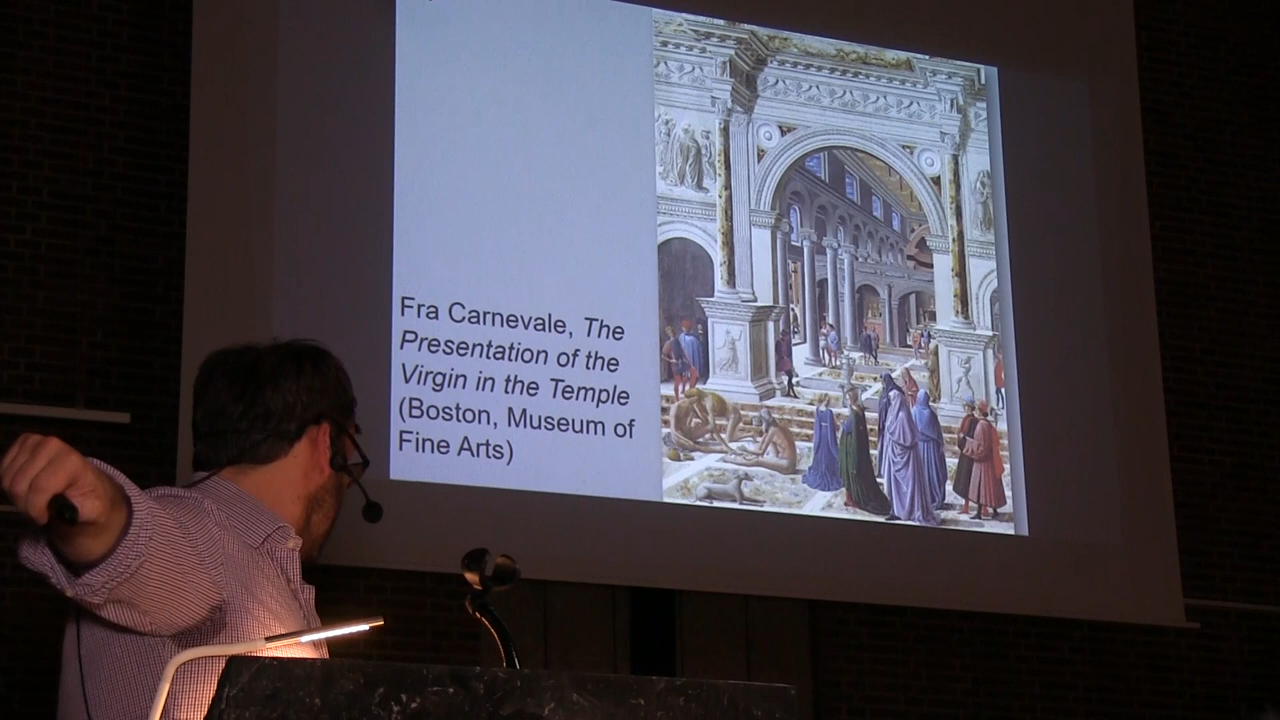 Fra Carnevale, The
Presentation of the
Virgin in the Temple
(Boston, Museum of
Fine Arts)